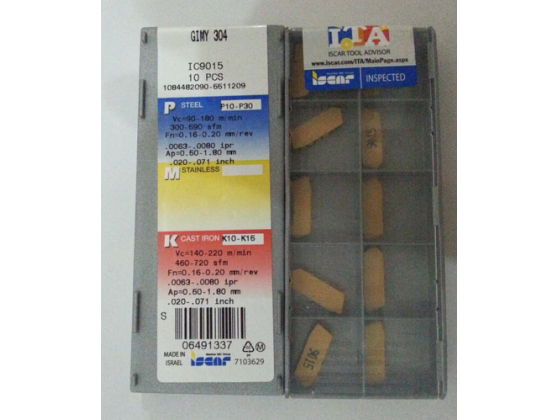 GIMY 304
IC9015
10 PCS
1084482090-6611209
P STEEL P10-P30
Vc=90-180 m/min
300-590 sfm
Fn=0.16-0.20 mm/rev
.0063-.0080 ipr
Ap=0.50-1.80 mm
.020-.071 inch
M STAINLESS
K CAST IRON K10-K15
Vc=140-220 m/min
460-720 sfm
Fn=0.16-0.20 mm/rev
.0063-.0080 ipr
Ap=0.50-1.80 mm
.020-.071 inch
S
06491337
MADE IN
ISRAEL
iscar
7103629
ITA
ISCAR TOOL ADVISOR
www.iscar.com/ITA/MainPage.aspx
iscar INSPECTED
9015
9015